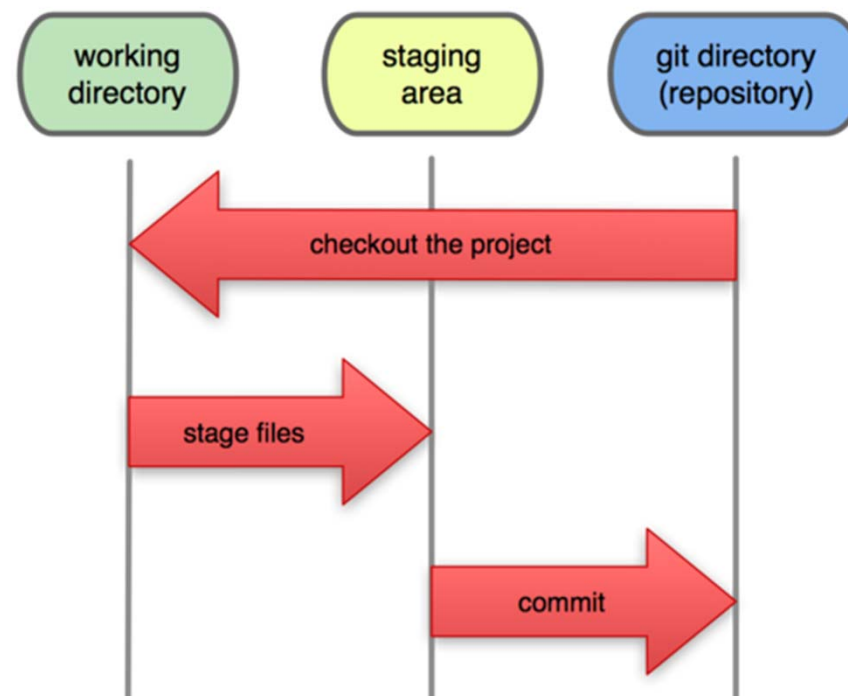 working
directory
staging
area
git directory
(repository)
checkout the project
stage files
commit